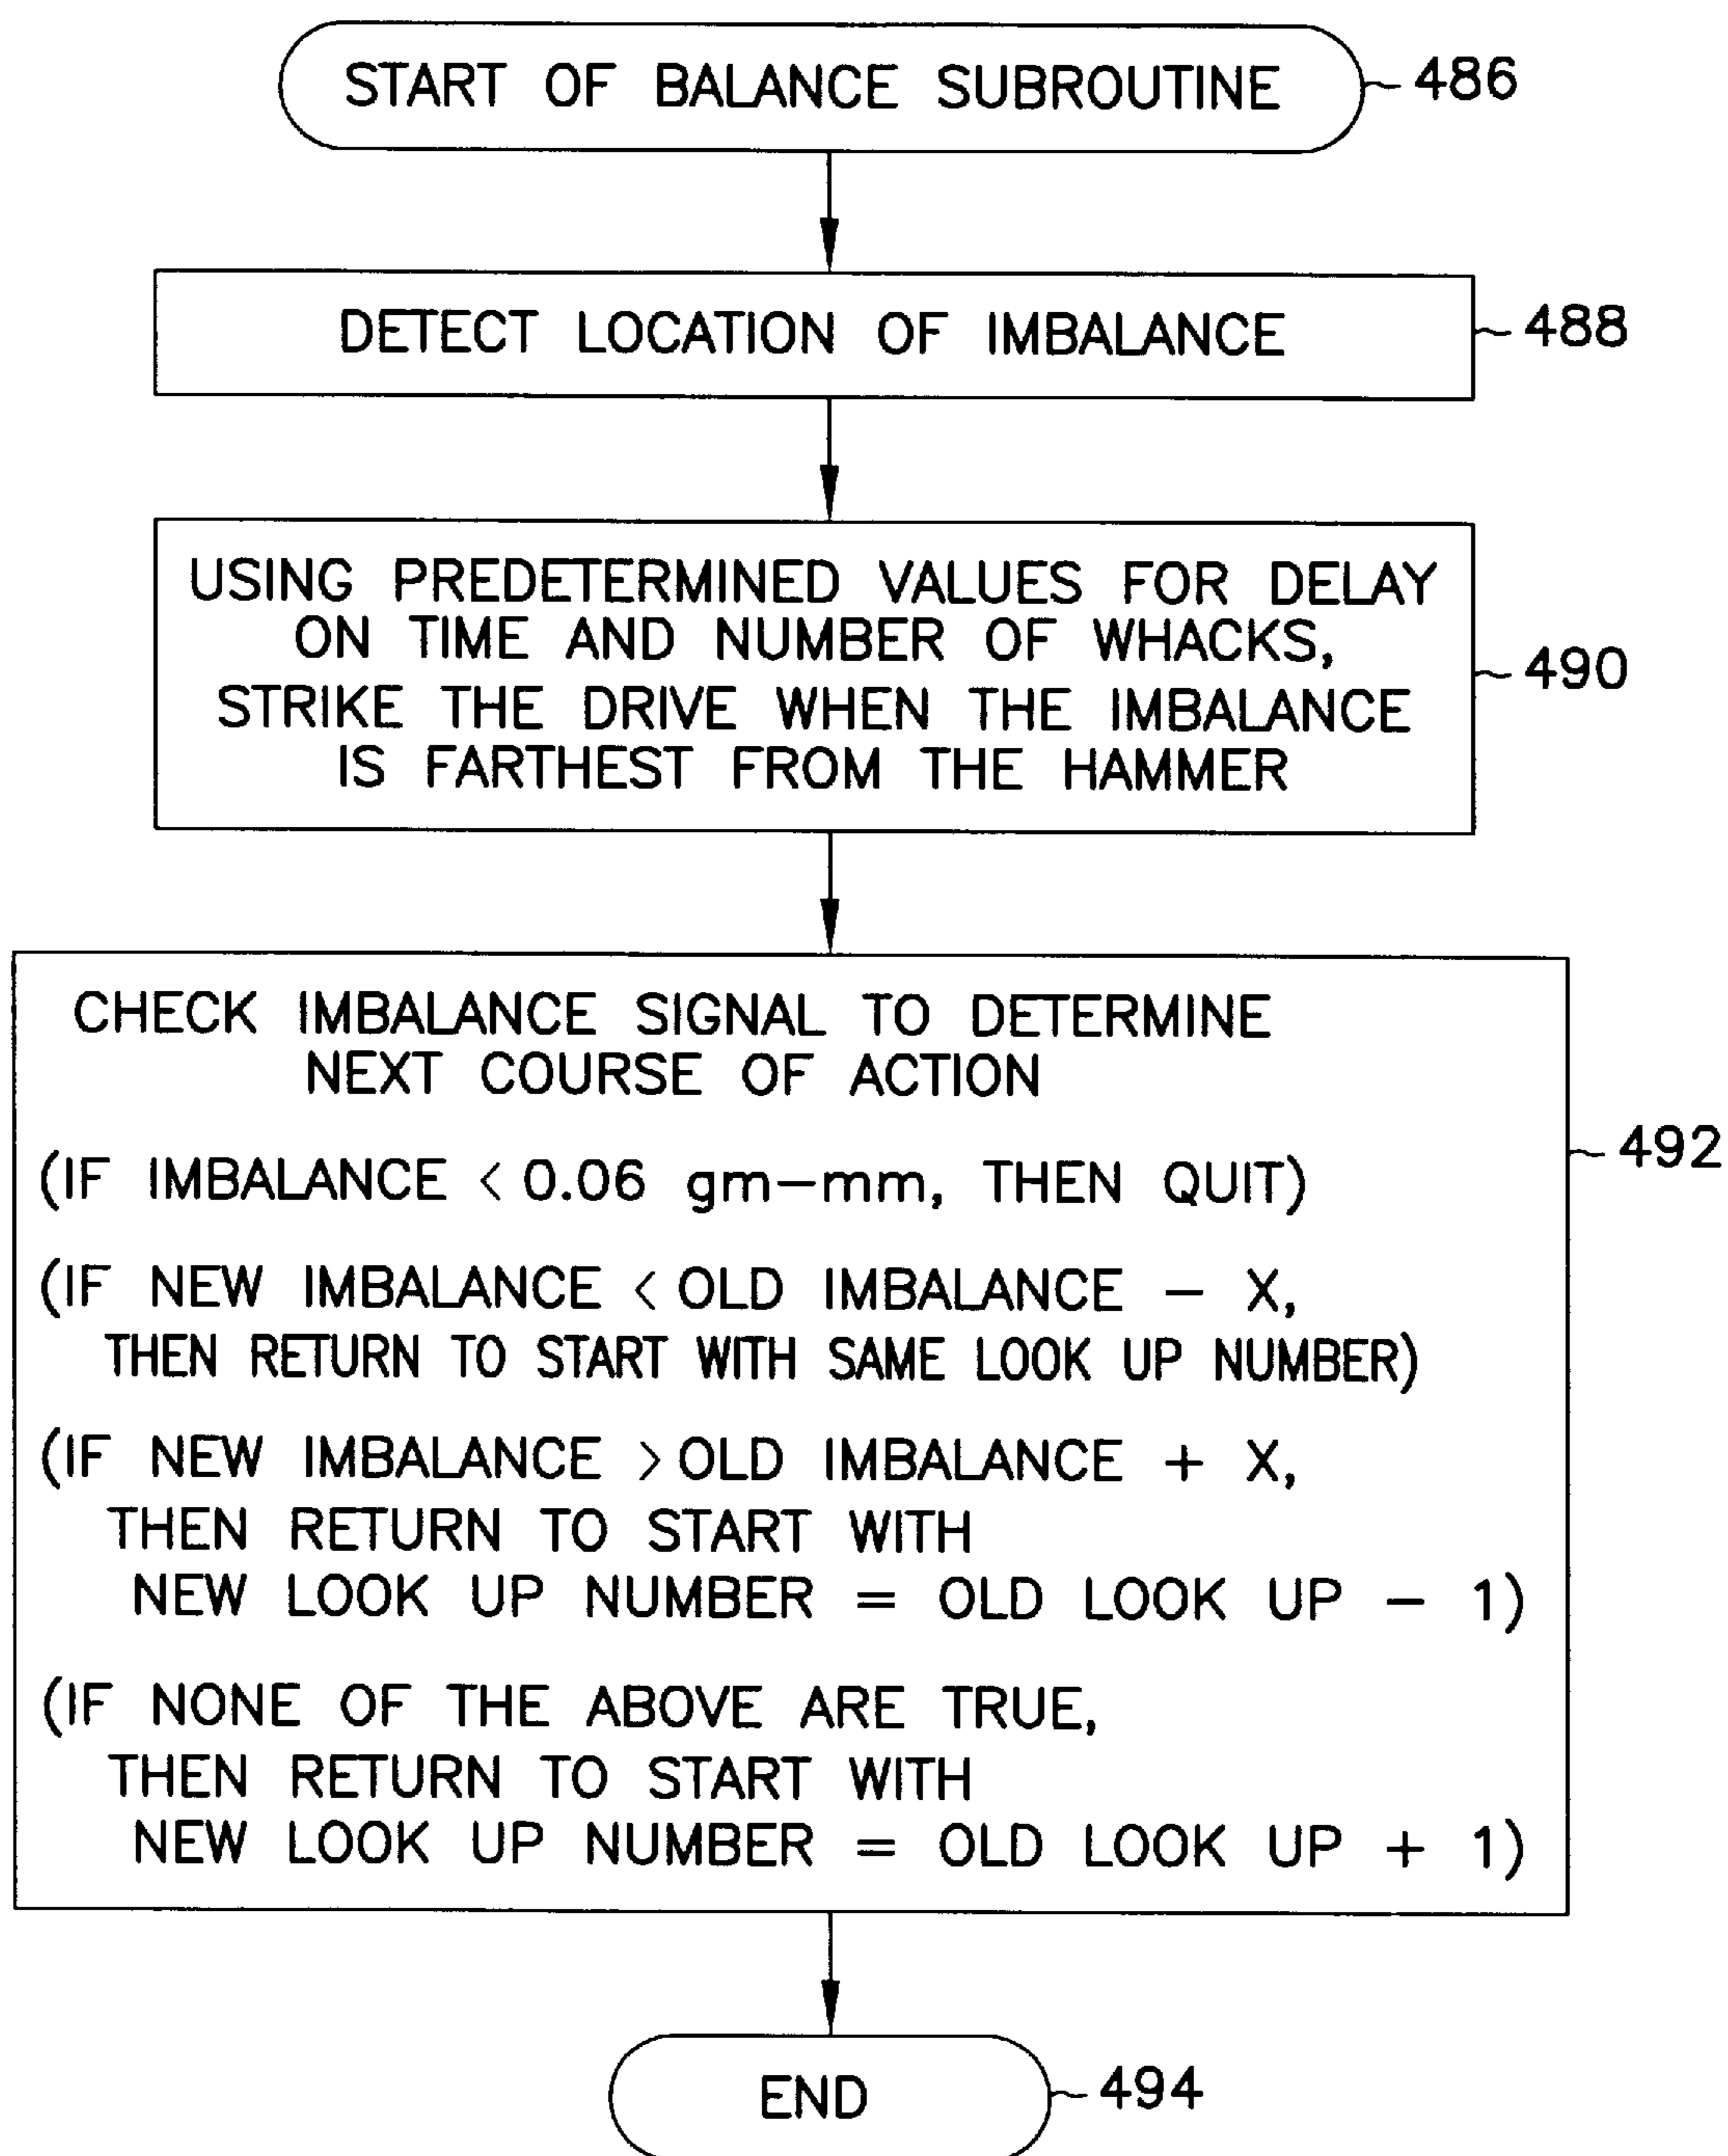 START OF BALANCE SUBROUTINE
486
DETECT LOCATION OF IMBALANCE
488
USING PREDETERMINED VALUES FOR DELAY
ON TIME AND NUMBER OF WHACKS,
STRIKE THE DRIVE WHEN THE IMBALANCE
IS FARTHEST FROM THE HAMMER
490
CHECK IMBALANCE SIGNAL TO DETERMINE
NEXT COURSE OF ACTION
(IF IMBALANCE < 0.06 gm-mm, THEN QUIT)
(IF NEW IMBALANCE < OLD IMBALANCE - X,
THEN RETURN TO START WITH SAME LOOK UP NUMBER)
(IF NEW IMBALANCE > OLD IMBALANCE + X,
THEN RETURN TO START WITH
NEW LOOK UP NUMBER = OLD LOOK UP - 1)
(IF NONE OF THE ABOVE ARE TRUE,
THEN RETURN TO START WITH
NEW LOOK UP NUMBER = OLD LOOK UP + 1)
492
END
494